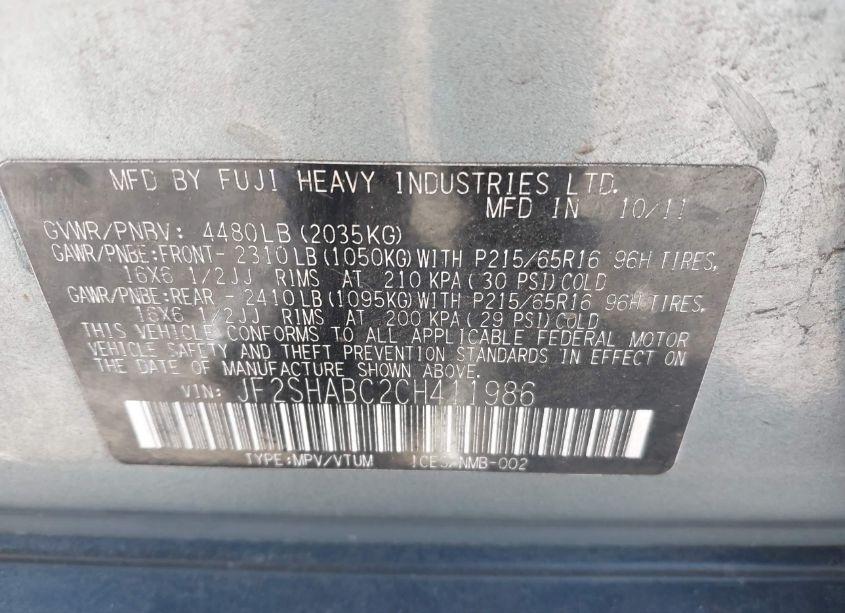 MFD BY FUJI HEAVY INDUSTRIES LTD.
MFD IN 10/11
GVWR/PNBV: 4480LB(2035KG)
GAWR/PNBE:FRONT- 2310LB(1050KG)WITH P215/65R16 96H TIRES,
16X6 1/2JJ RIMS AT 210 KPA(30 PSI)COLD
GAWR/PNBE:REAR - 2410LB(1095KG)WITH P215/65R16 96H TIRES,
16X6 1/2JJ RIMS AT 200 KPA(29 PSI)COLD
THIS VEHICLE CONFORMS TO ALL APPLICABLE FEDERAL MOTOR
VEHICLE SAFETY AND THEFT PREVENTION STANDARDS IN EFFECT ON
THE DATE OF MANUFACTURE SHOWN ABOVE.
VIN: JF2SHABC2CH411986
TYPE:MPV/VTUM ICES/NMB-002